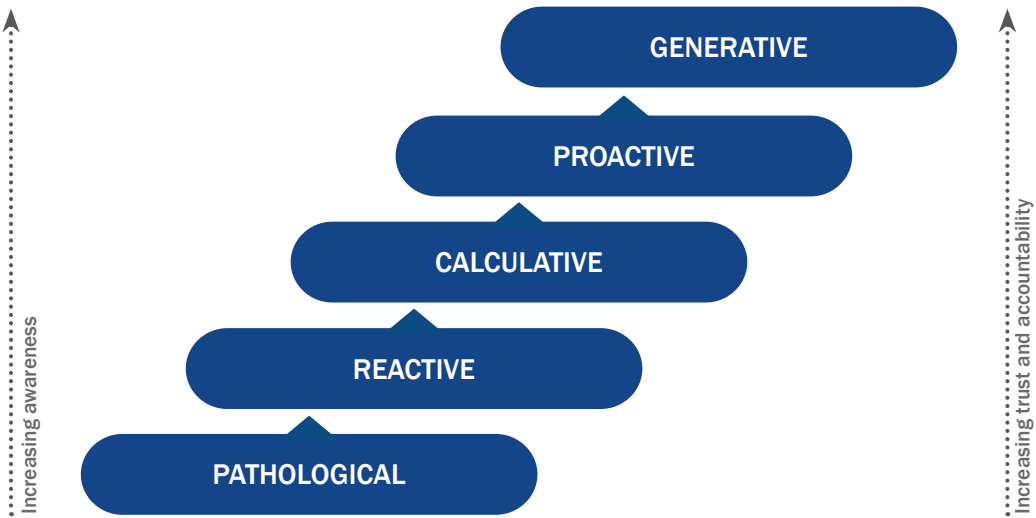 GENERATIVE
PROACTIVE
CALCULATIVE
REACTIVE
PATHOLOGICAL
Increasing awareness
Increasing trust and accountability